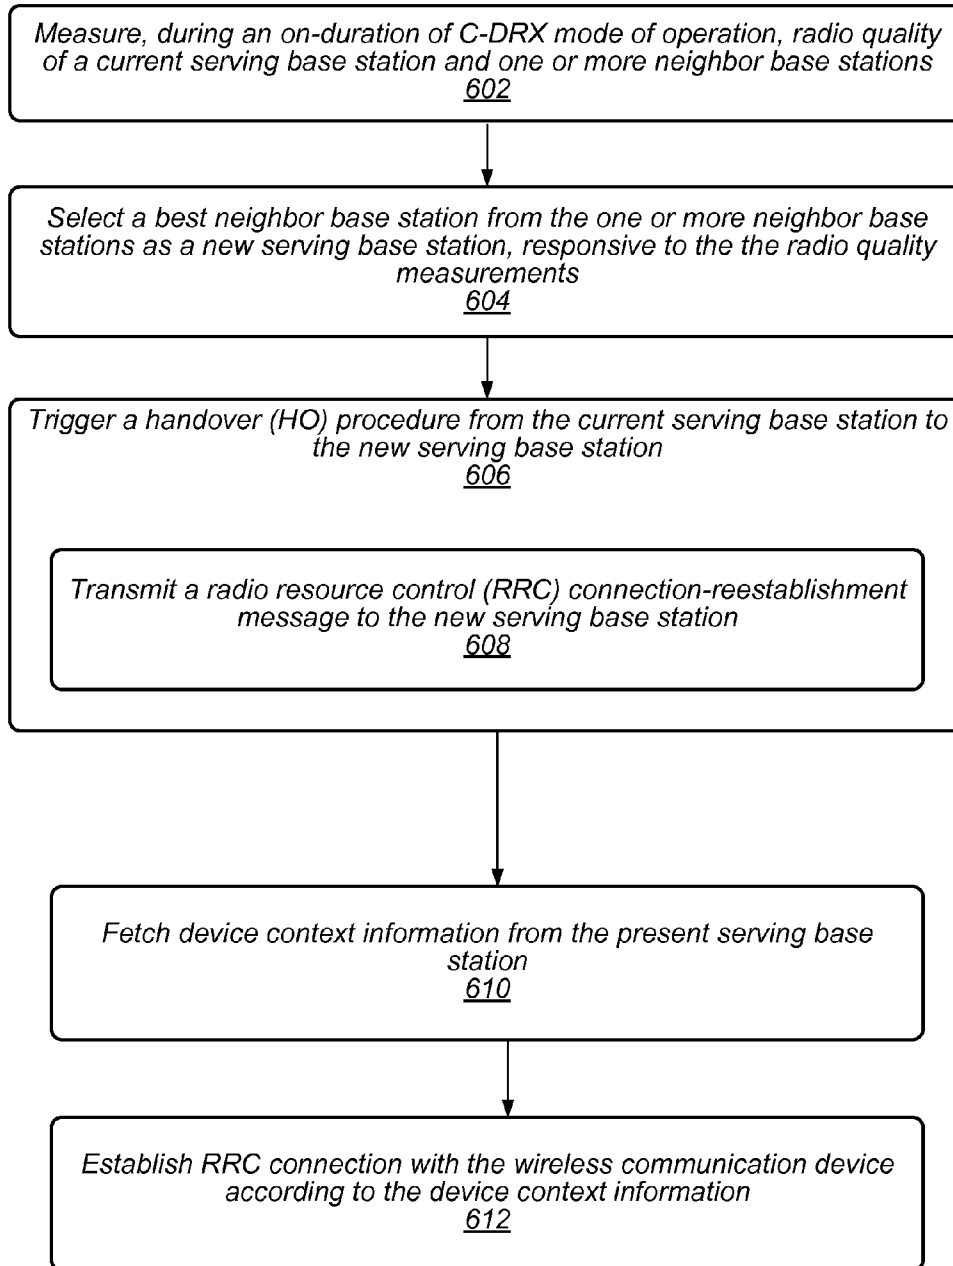 Measure, during an on-duration of C-DRX mode of operation, radio quality
of a current serving base station and one or more neighbor base stations
602
Select a best neighbor base station from the one or more neighbor base
stations as a new serving base station, responsive to the the radio quality
measurements
604
Trigger a handover (HO) procedure from the current serving base station to
the new serving base station
606
Transmit a radio resource control (RRC) connection-reestablishment
message to the new serving base station
608
Fetch device context information from the present serving base
station
610
Establish RRC connection with the wireless communication device
according to the device context information
612